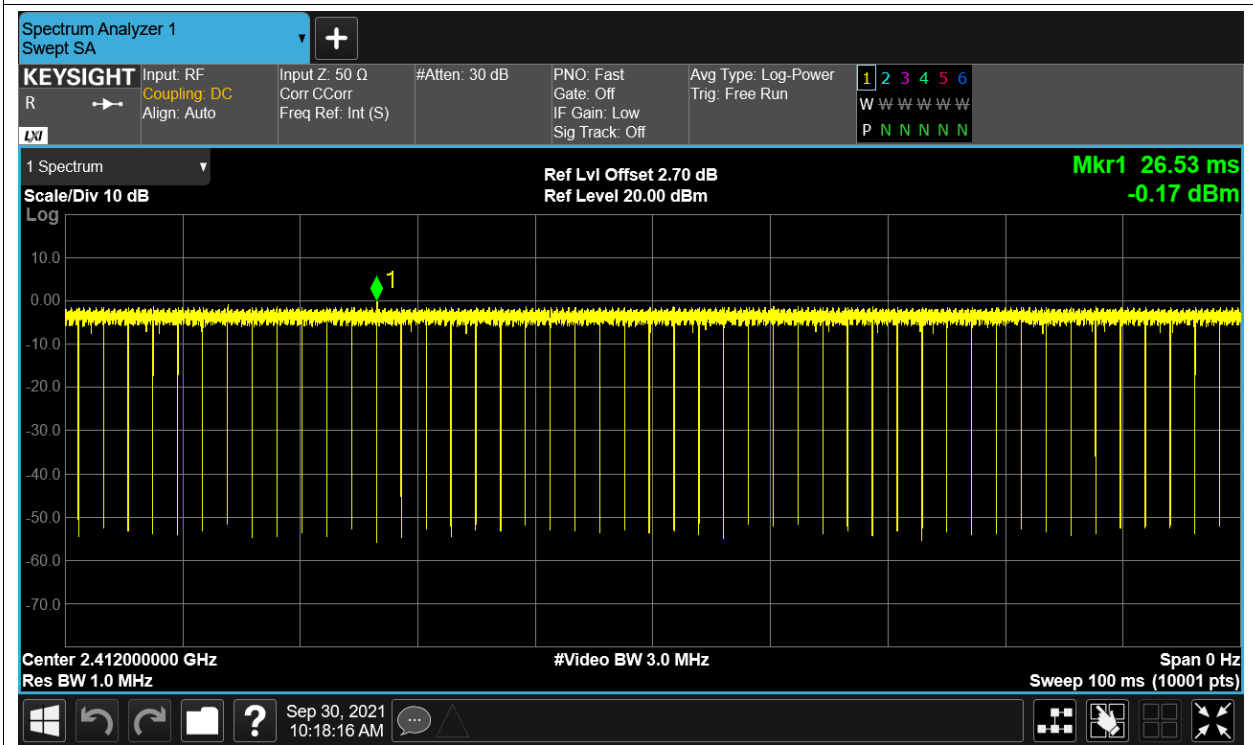 Spectrum Analyzer 1
Swept SA
KEYSIGHT
R
LXI
Input: RF
Coupling: DC
Align: Auto
Input Z: 50 Ω
Corr CCorr
Freq Ref: Int (S)
#Atten: 30 dB
PNO: Fast
Gate: Off
IF Gain: Low
Sig Track: Off
Avg Type: Log-Power
Trig: Free Run
1 2 3 4 5 6
W W W W W W
P N N N N N
1 Spectrum
Scale/Div 10 dB
Log
Ref Lvl Offset 2.70 dB
Ref Level 20.00 dBm
Mkr1 26.53 ms
-0.17 dBm
10.0
1
0.00
-10.0
-20.0
-30.0
-40.0
-50.0
-60.0
-70.0
Center 2.412000000 GHz
Res BW 1.0 MHz
#Video BW 3.0 MHz
Span 0 Hz
Sweep 100 ms (10001 pts)
?
Sep 30, 2021
10:18:16 AM